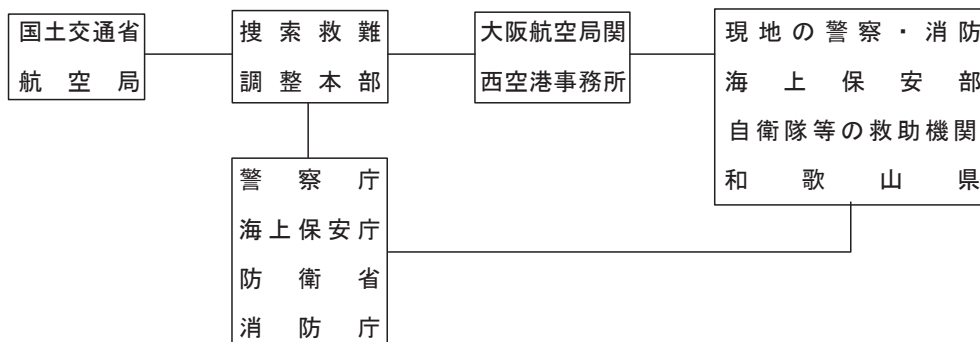 国土交通省
航空局
捜索救難
調整本部
大阪航空局関
西空港事務所
現地の警察・消防
海上保安部
自衛隊等の救助機関
和歌山県
警察庁
海上保安庁
防衛省
消防庁